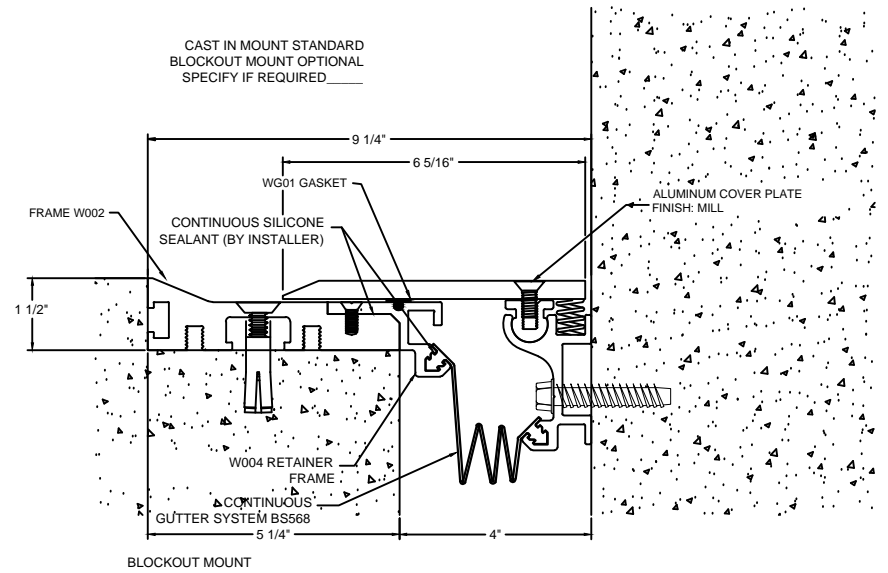 CAST IN MOUNT STANDARD
BLOCKOUT MOUNT OPTIONAL
SPECIFY IF REQUIRED_____
9 1/4"
6 5/16"
WG01 GASKET
ALUMINUM COVER PLATE
FINISH: MILL
FRAME W002
CONTINUOUS SILICONE
SEALANT (BY INSTALLER)
1 1/2"
W004 RETAINER
FRAME
CONTINUOUS
GUTTER SYSTEM BS568
5 1/4"
4"
BLOCKOUT MOUNT